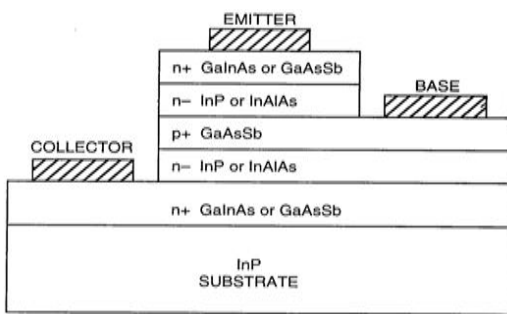 EMITTER
n+ GaInAs or GaAsSb
n– InP or InAlAs
BASE
p+ GaAsSb
COLLECTOR
n– InP or InAlAs
n+ GaInAs or GaAsSb
InP
SUBSTRATE